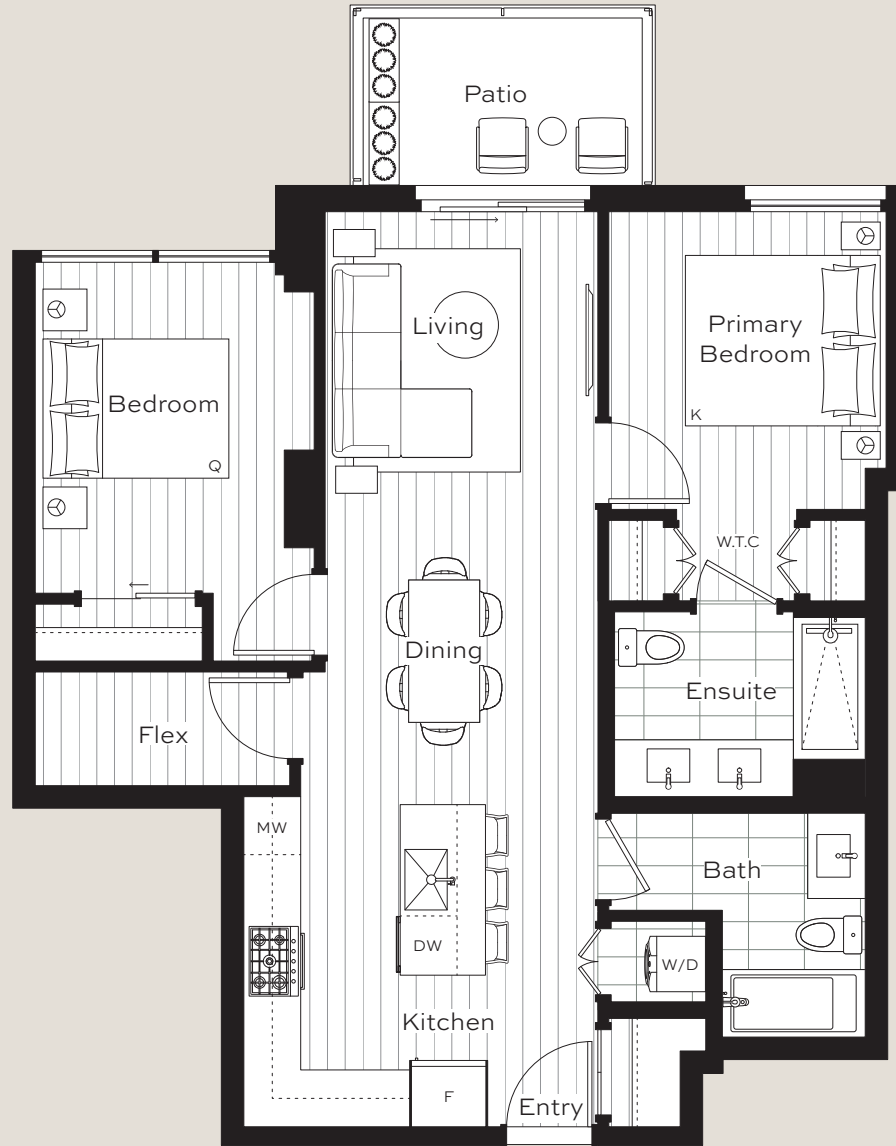 Patio
Living
Primary
Bedroom
K
Bedroom
Q
W.T.C
Dining
Ensuite
Flex
MW
Bath
DW
W/D
Kitchen
F
Entry